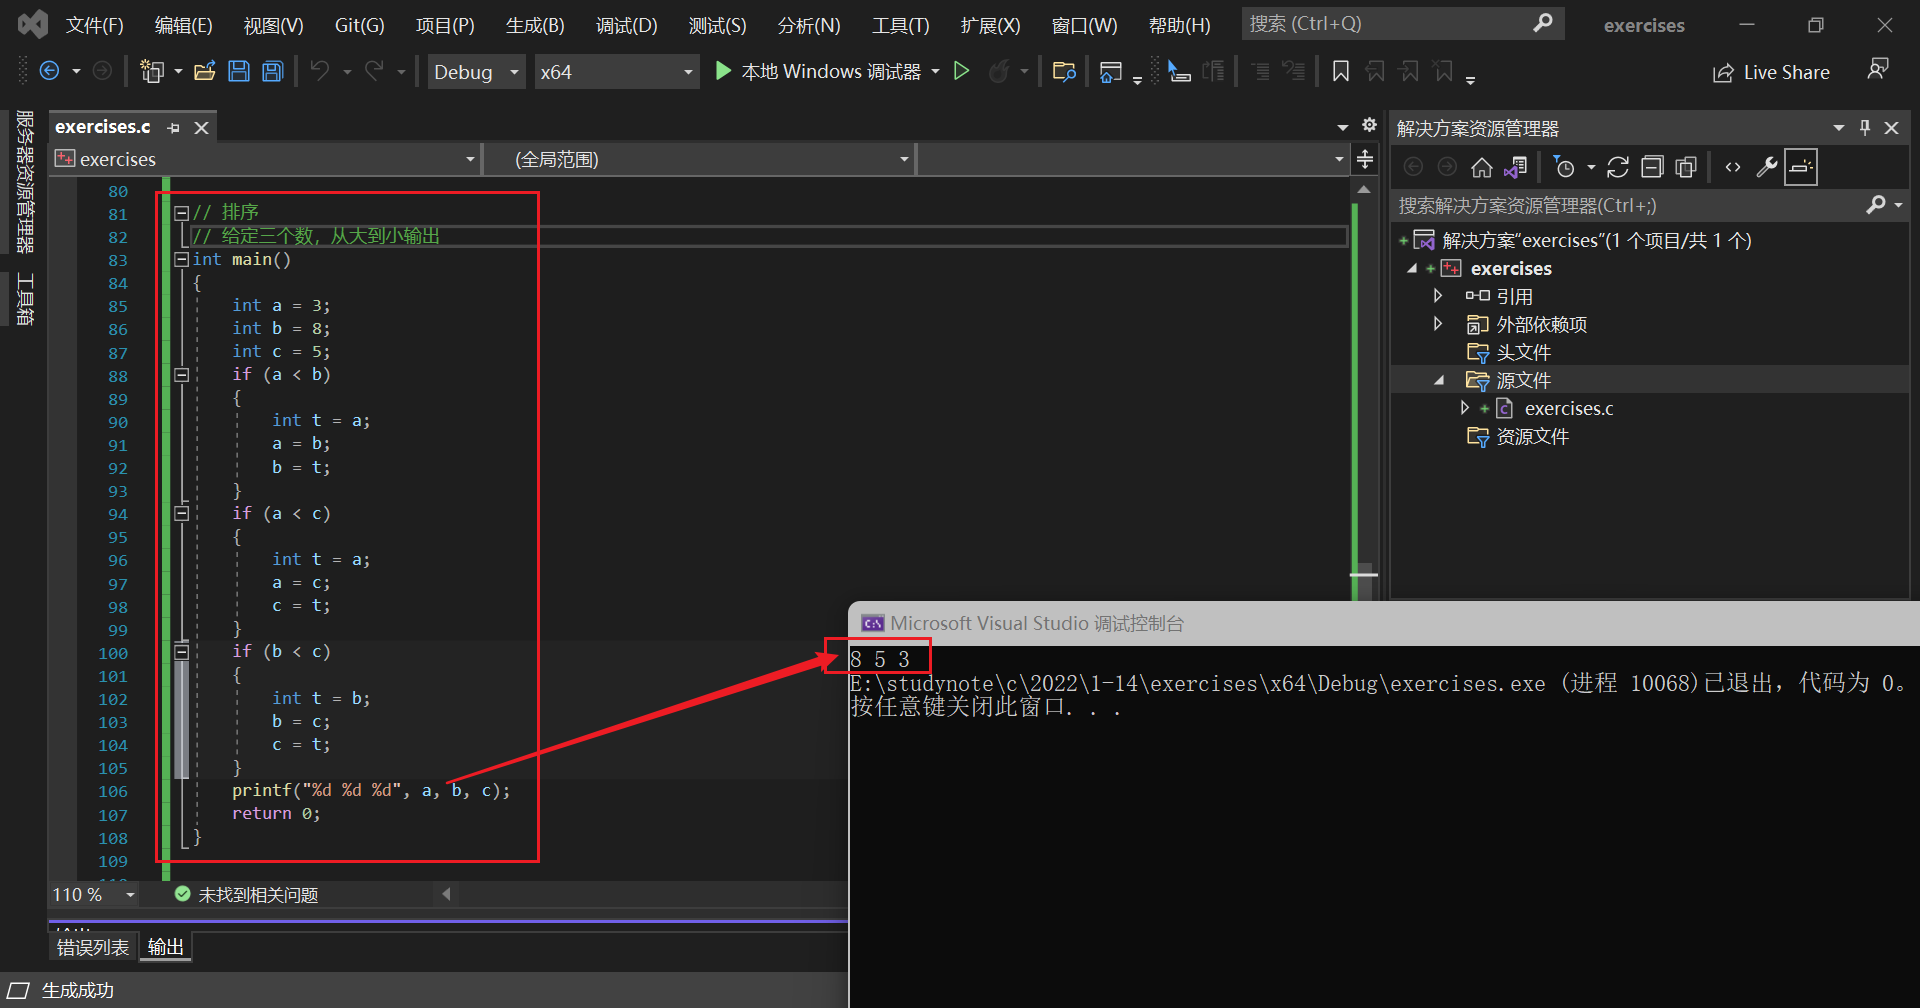 文件(F) 编辑(E) 视图(V) Git(G) 项目(P) 生成(B) 调试(D) 测试(S) 分析(N) 工具(T) 扩展(X) 窗口(W) 帮助(H) 搜索 (Ctrl+Q) exercises
Debug x64 本地 Windows 调试器 Live Share
服务器资源管理器
工具箱
exercises.c
exercises (全局范围)
80
81 // 排序
82 // 给定三个数，从大到小输出
83 int main()
84 {
85 int a = 3;
86 int b = 8;
87 int c = 5;
88 if (a < b)
89 {
90 int t = a;
91 a = b;
92 b = t;
93 }
94 if (a < c)
95 {
96 int t = a;
97 a = c;
98 c = t;
99 }
100 if (b < c)
101 {
102 int t = b;
103 b = c;
104 c = t;
105 }
106 printf("%d %d %d", a, b, c);
107 return 0;
108 }
109
110 % 未找到相关问题
错误列表 输出
生成成功
解决方案资源管理器
搜索解决方案资源管理器(Ctrl+;)
解决方案“exercises”(1 个项目/共 1 个)
exercises
引用
外部依赖项
头文件
源文件
exercises.c
资源文件
Microsoft Visual Studio 调试控制台
8 5 3
E:\studynote\c\2022\1-14\exercises\x64\Debug\exercises.exe (进程 10068)已退出，代码为 0。
按任意键关闭此窗口. . .